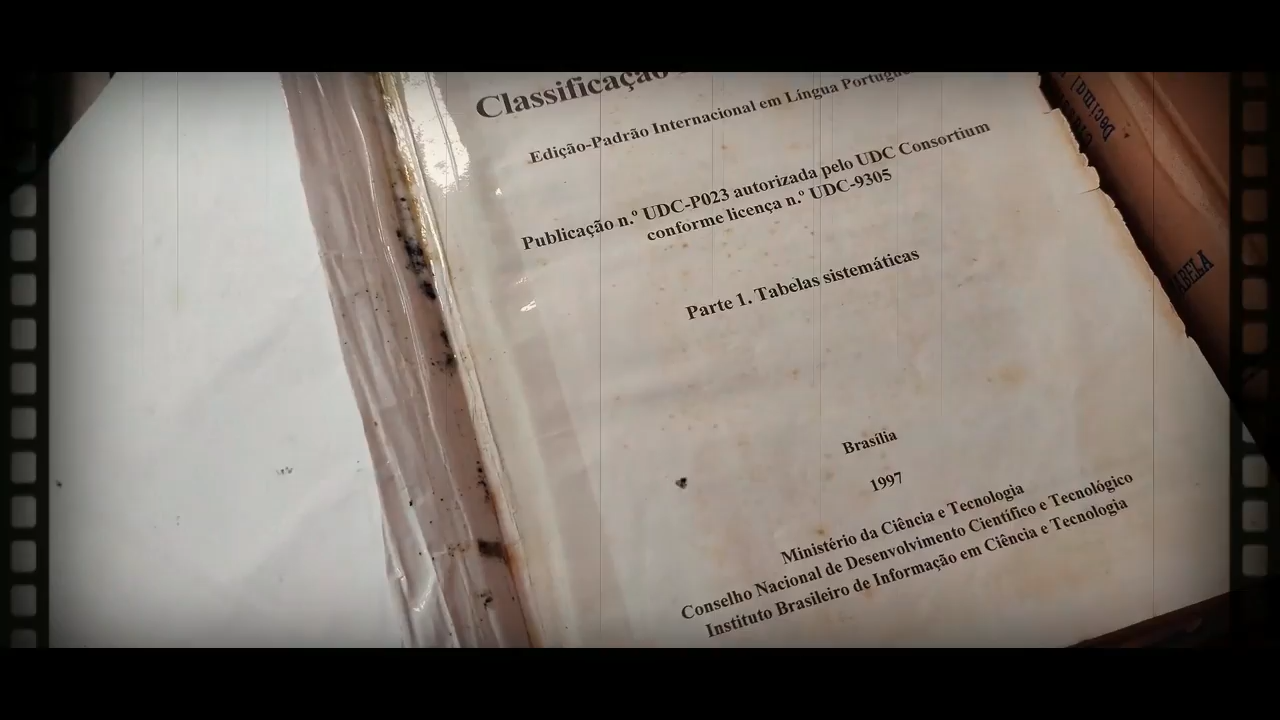 Classificação
Edição-Padrão Internacional em Língua Portugu
Publicação n.º UDC-P023 autorizada pelo UDC Consortium
conforme licença n.º UDC-9305
Parte 1. Tabelas sistemáticas
Brasília
1997
Ministério da Ciência e Tecnologia
Conselho Nacional de Desenvolvimento Científico e Tecnológico
Instituto Brasileiro de Informação em Ciência e Tecnologia
Decimal
ABELA